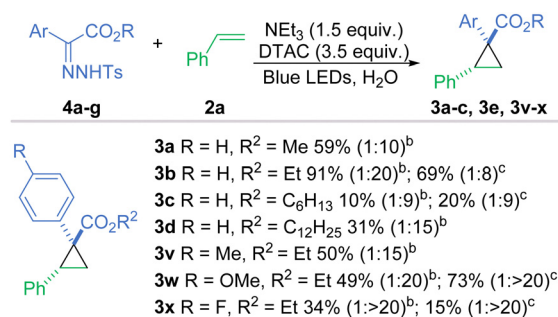 Ar CO₂R + Ph NEt₃ (1.5 equiv.) Ar CO₂R
NNHTs DTAC (3.5 equiv.) Ph
Blue LEDs, H₂O
4a-g 2a 3a-c, 3e, 3v-x
R
CO₂R²
Ph
3a R = H, R² = Me 59% (1:10)ᵇ
3b R = H, R² = Et 91% (1:20)ᵇ; 69% (1:8)ᶜ
3c R = H, R² = C₆H₁₃ 10% (1:9)ᵇ; 20% (1:9)ᶜ
3d R = H, R² = C₁₂H₂₅ 31% (1:15)ᵇ
3v R = Me, R² = Et 50% (1:15)ᵇ
3w R = OMe, R² = Et 49% (1:20)ᵇ; 73% (1:>20)ᶜ
3x R = F, R² = Et 34% (1:>20)ᵇ; 15% (1:>20)ᶜ